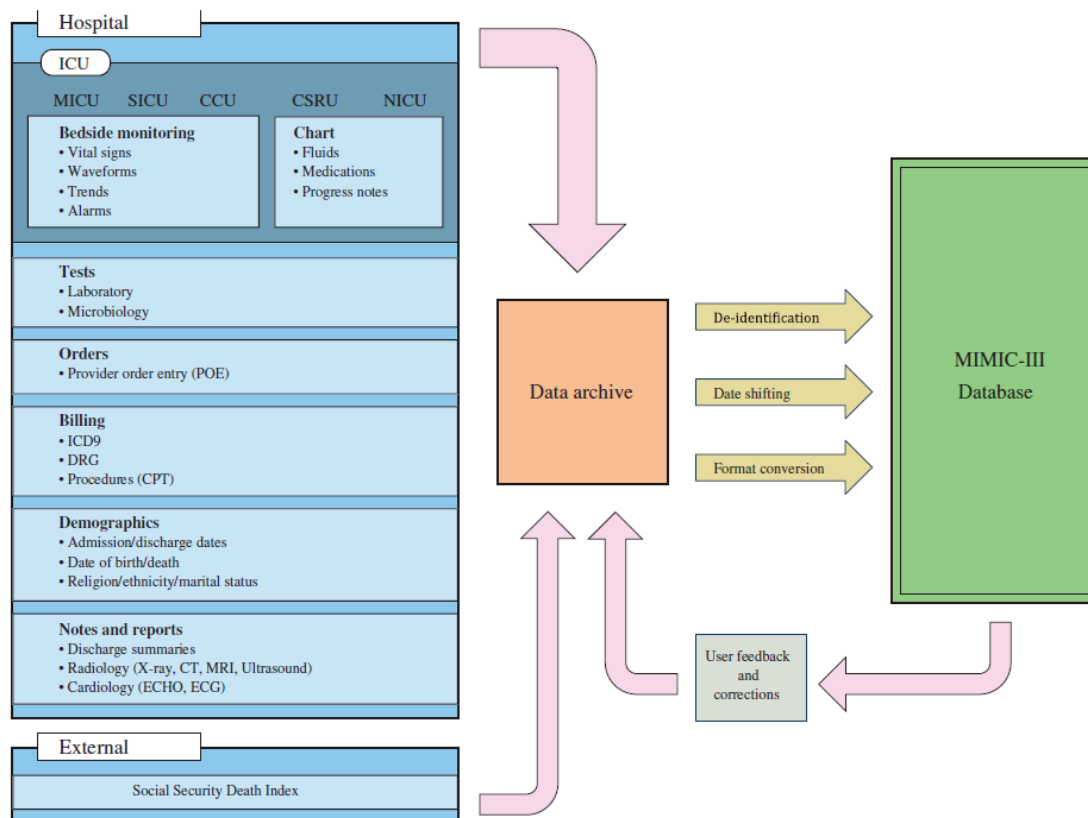 Hospital
ICU
MICU SICU CCU CSRU NICU
Bedside monitoring
• Vital signs
• Waveforms
• Trends
• Alarms
Chart
• Fluids
• Medications
• Progress notes
Tests
• Laboratory
• Microbiology
Orders
• Provider order entry (POE)
Billing
• ICD9
• DRG
• Procedures (CPT)
Demographics
• Admission/discharge dates
• Date of birth/death
• Religion/ethnicity/marital status
Notes and reports
• Discharge summaries
• Radiology (X-ray, CT, MRI, Ultrasound)
• Cardiology (ECHO, ECG)
External
Social Security Death Index
Data archive
De-identification
Date shifting
Format conversion
MIMIC-III
Database
User feedback
and
corrections